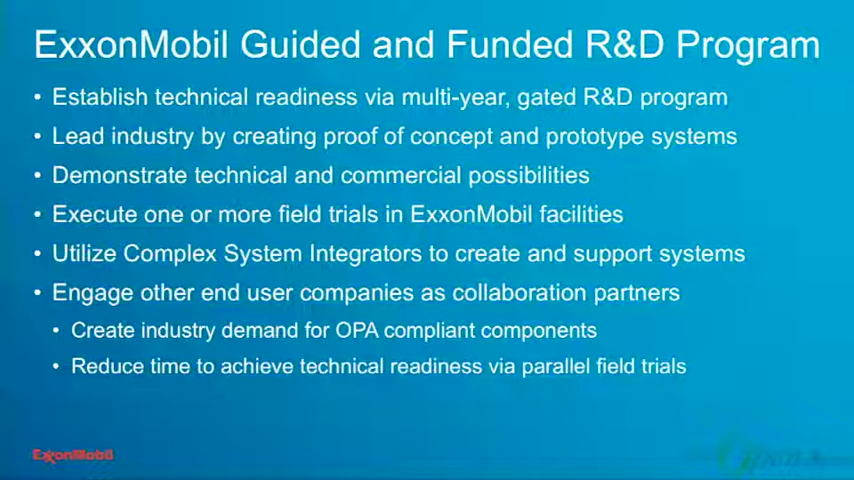 ExxonMobil Guided and Funded R&D Program
• Establish technical readiness via multi-year, gated R&D program
• Lead industry by creating proof of concept and prototype systems
• Demonstrate technical and commercial possibilities
• Execute one or more field trials in ExxonMobil facilities
• Utilize Complex System Integrators to create and support systems
• Engage other end user companies as collaboration partners
• Create industry demand for OPA compliant components
• Reduce time to achieve technical readiness via parallel field trials
ExxonMobil